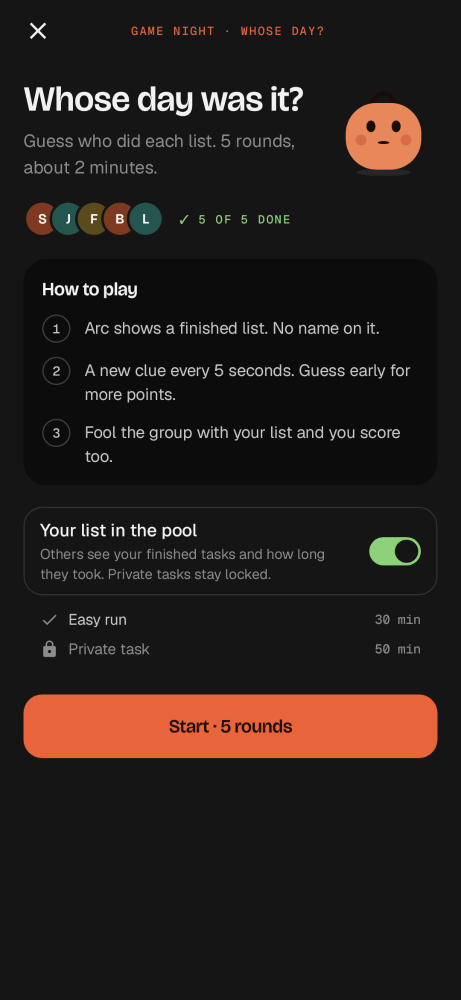 GAME NIGHT · WHOSE DAY?
Whose day was it?
Guess who did each list. 5 rounds,
about 2 minutes.
S J F B L ✓ 5 OF 5 DONE
How to play
1 Arc shows a finished list. No name on it.
2 A new clue every 5 seconds. Guess early for
more points.
3 Fool the group with your list and you score
too.
Your list in the pool
Others see your finished tasks and how long
they took. Private tasks stay locked.
Easy run 30 min
Private task 50 min
Start · 5 rounds